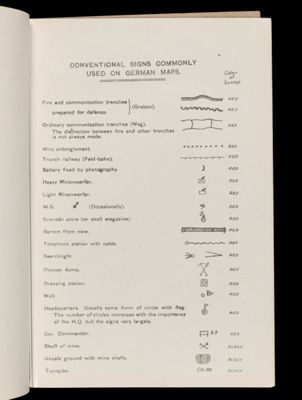 CONVENTIONAL SIGNS COMMONLY
USED ON GERMAN MAPS.
Color of Symbol
Fire and communication trenches
prepared for defence. (Graben). RED
RED
Ordinary communication trenches (Weg). RED
The distinction between fire and other trenches
is not always made.
Wire entanglement. RED
Trench railway (Feld-bahn). RED
Battery fixed by photography. RED
Heavy Minenwerfer. RED
Light Minenwerfer. RED
M.G. (Occasionally). RED
Grenade store (or shell magazine) RED
Screen from view. RED
Telephone station with cable. RED
Searchlight. RED
Pioneer dump. RED
Dressing station. RED
Well. Br RED
Headquarters. Usually some form of circle with flag. RED
The number of circles increases with the importance
of the H.Q. but the signs vary largely.
Coy. Commander. RED
Shaft of mine. BLACK
Unsafe ground with mine shafts. BLACK
Turnpike. BLACK